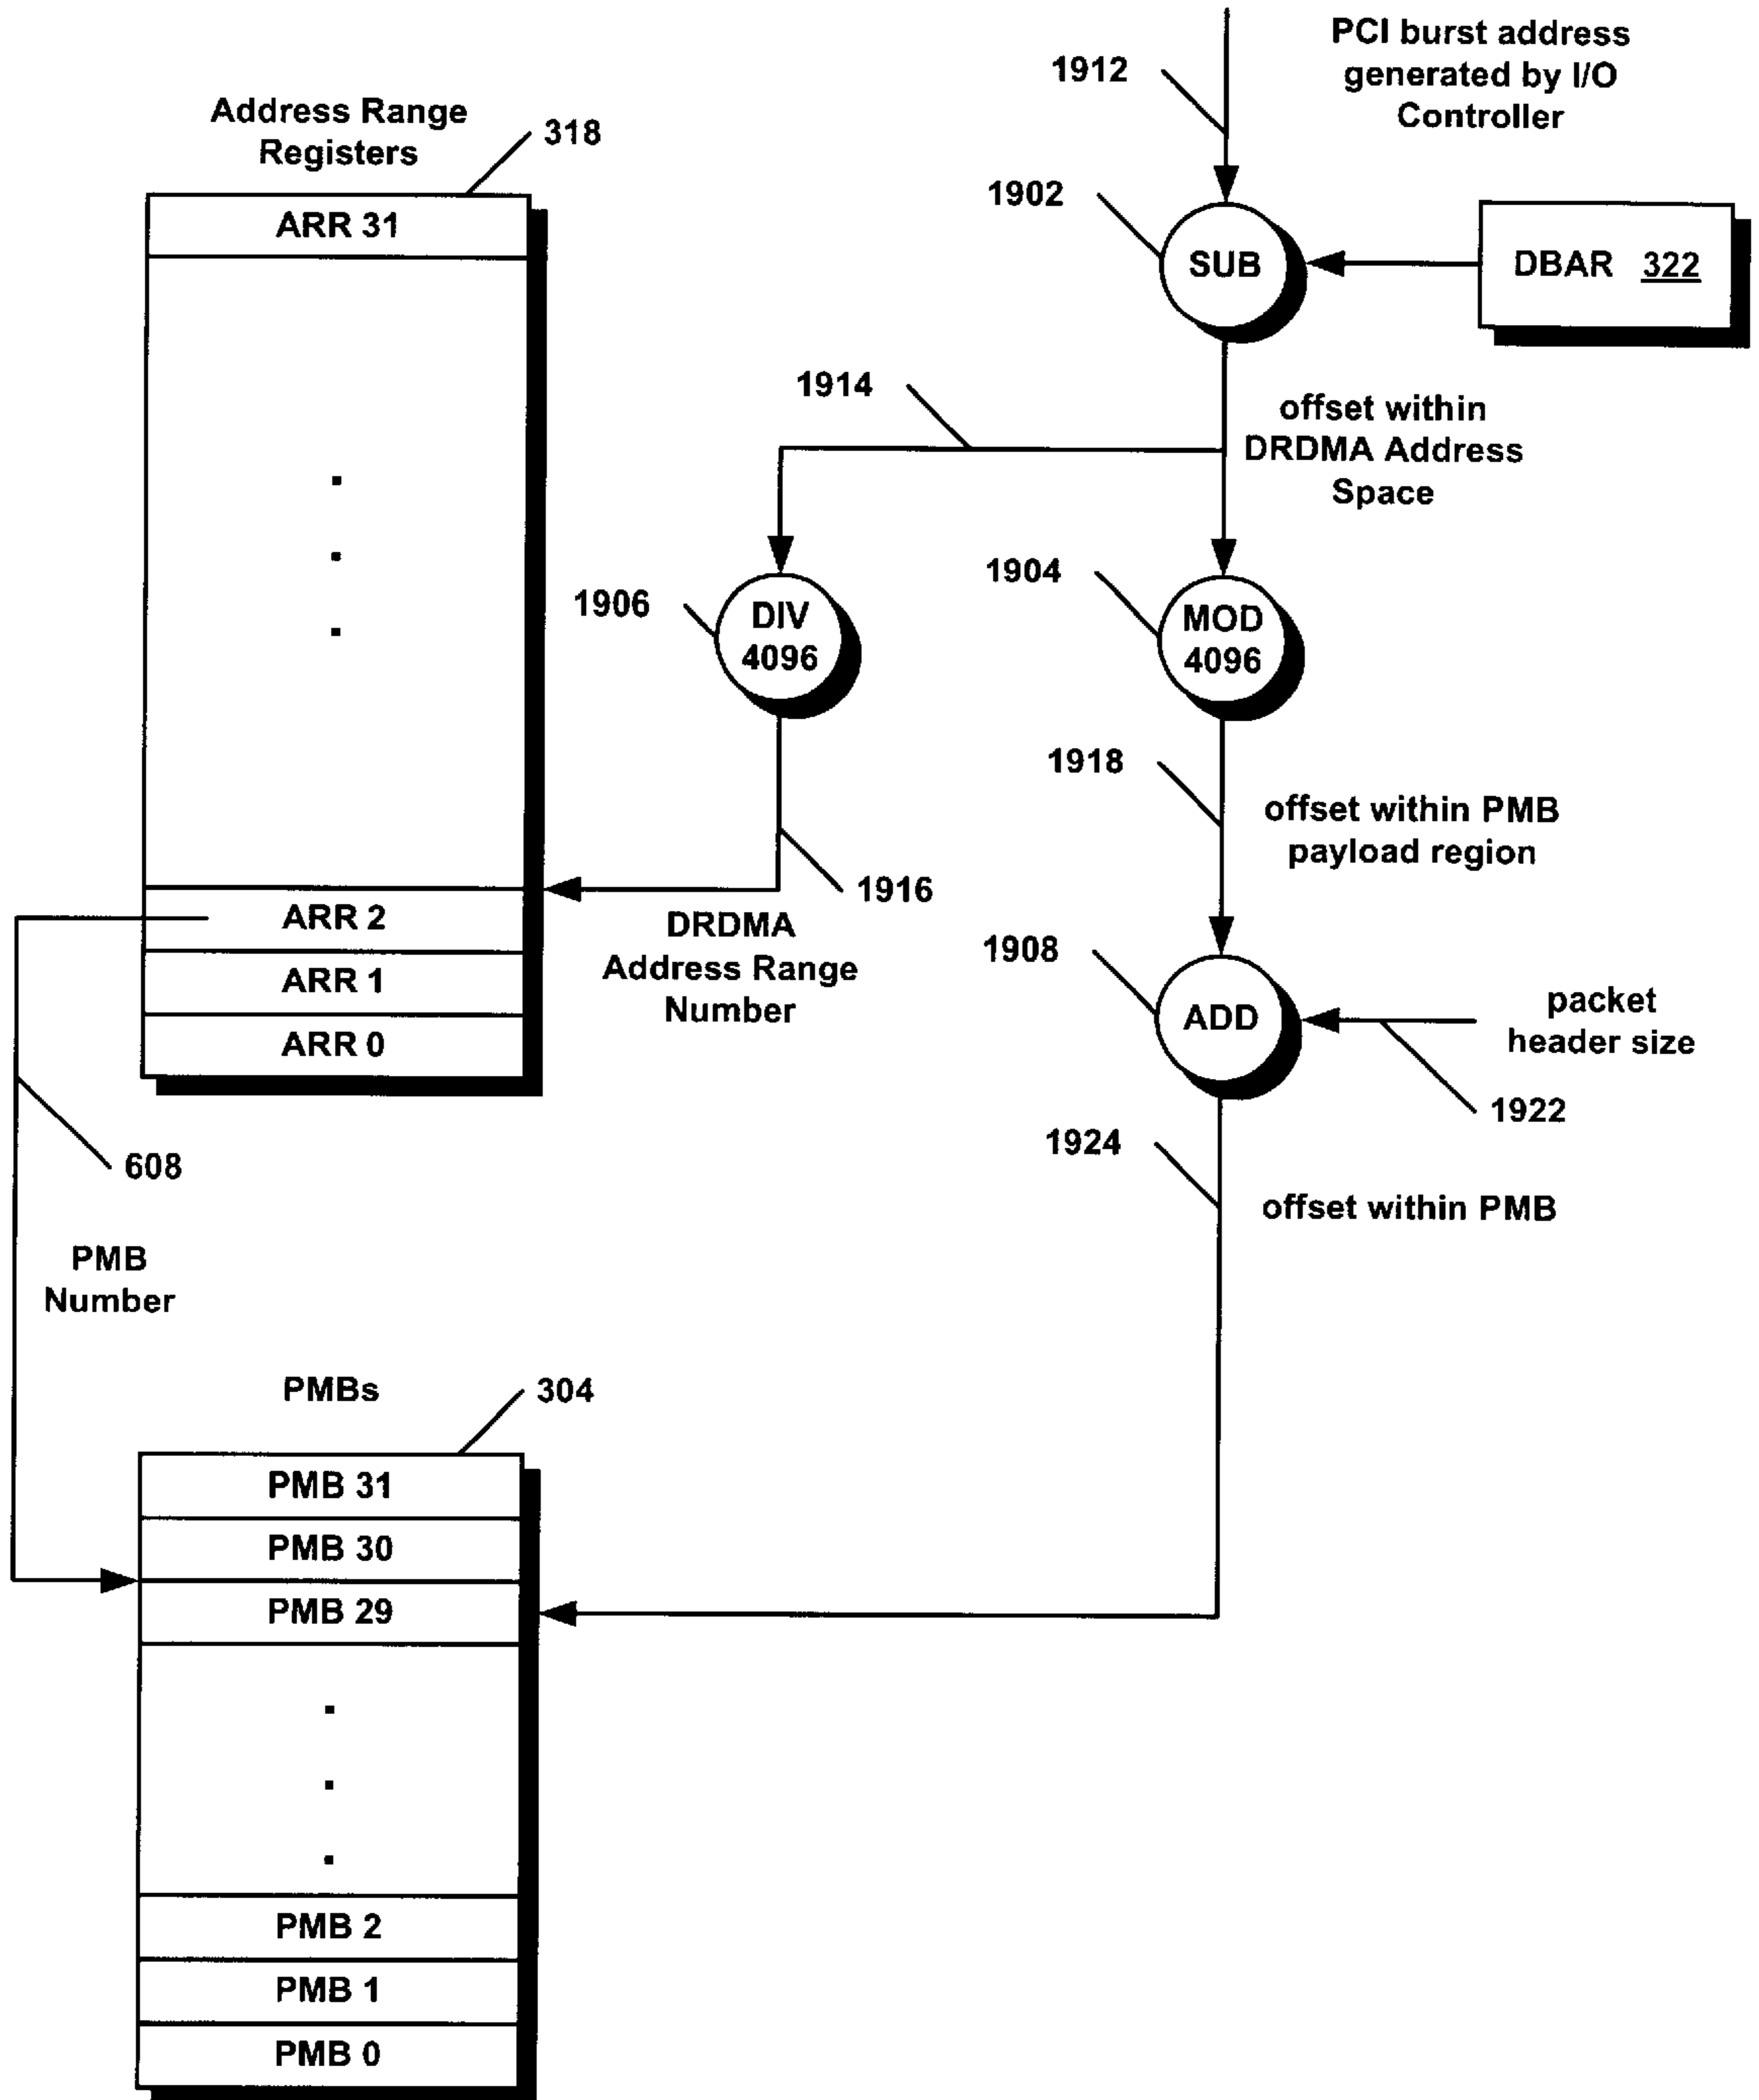 PCI burst address
generated by I/O
Controller
1912
Address Range
Registers
318
1902
ARR 31
SUB
DBAR 322
1914
offset within
DRDMA Address
Space
1904
1906
DIV
4096
MOD
4096
1918
offset within PMB
payload region
1916
ARR 2
DRDMA
Address Range
Number
1908
ARR 1
ADD
packet
header size
ARR 0
1922
1924
608
offset within PMB
PMB
Number
PMBs
304
PMB 31
PMB 30
PMB 29
PMB 2
PMB 1
PMB 0